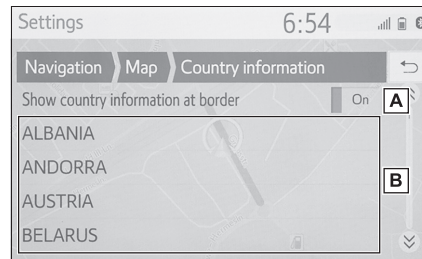 Settings 6:54
Navigation Map Country information
Show country information at border On A
ALBANIA
ANDORRA
B
AUSTRIA
BELARUS